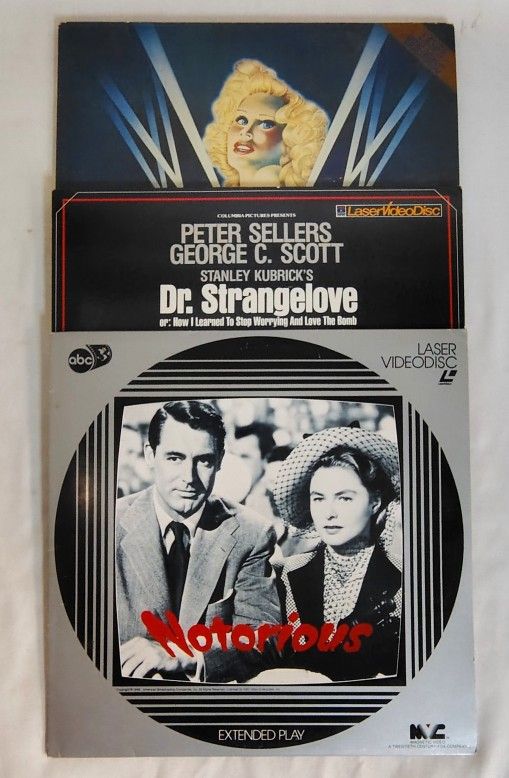 COLUMBIA PICTURES PRESENTS
LaserVideoDisc
PETER SELLERS
GEORGE C. SCOTT
STANLEY KUBRICK'S
Dr. Strangelove
or: How I Learned To Stop Worrying And Love The Bomb
abc
LASER
VIDEODISC
Notorious
EXTENDED PLAY
MVC
MAGNETIC VIDEO
A TWENTIETH CENTURY-FOX COMPANY